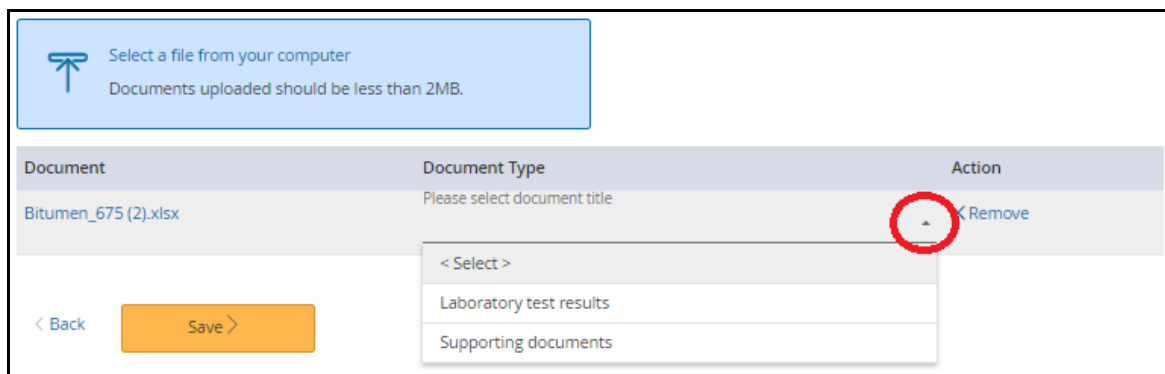 Select a file from your computer
Documents uploaded should be less than 2MB.
Document Document Type Action
Please select document title
Bitumen_675 (2).xlsx Remove
< Select >
Laboratory test results
< Back Save >
Supporting documents